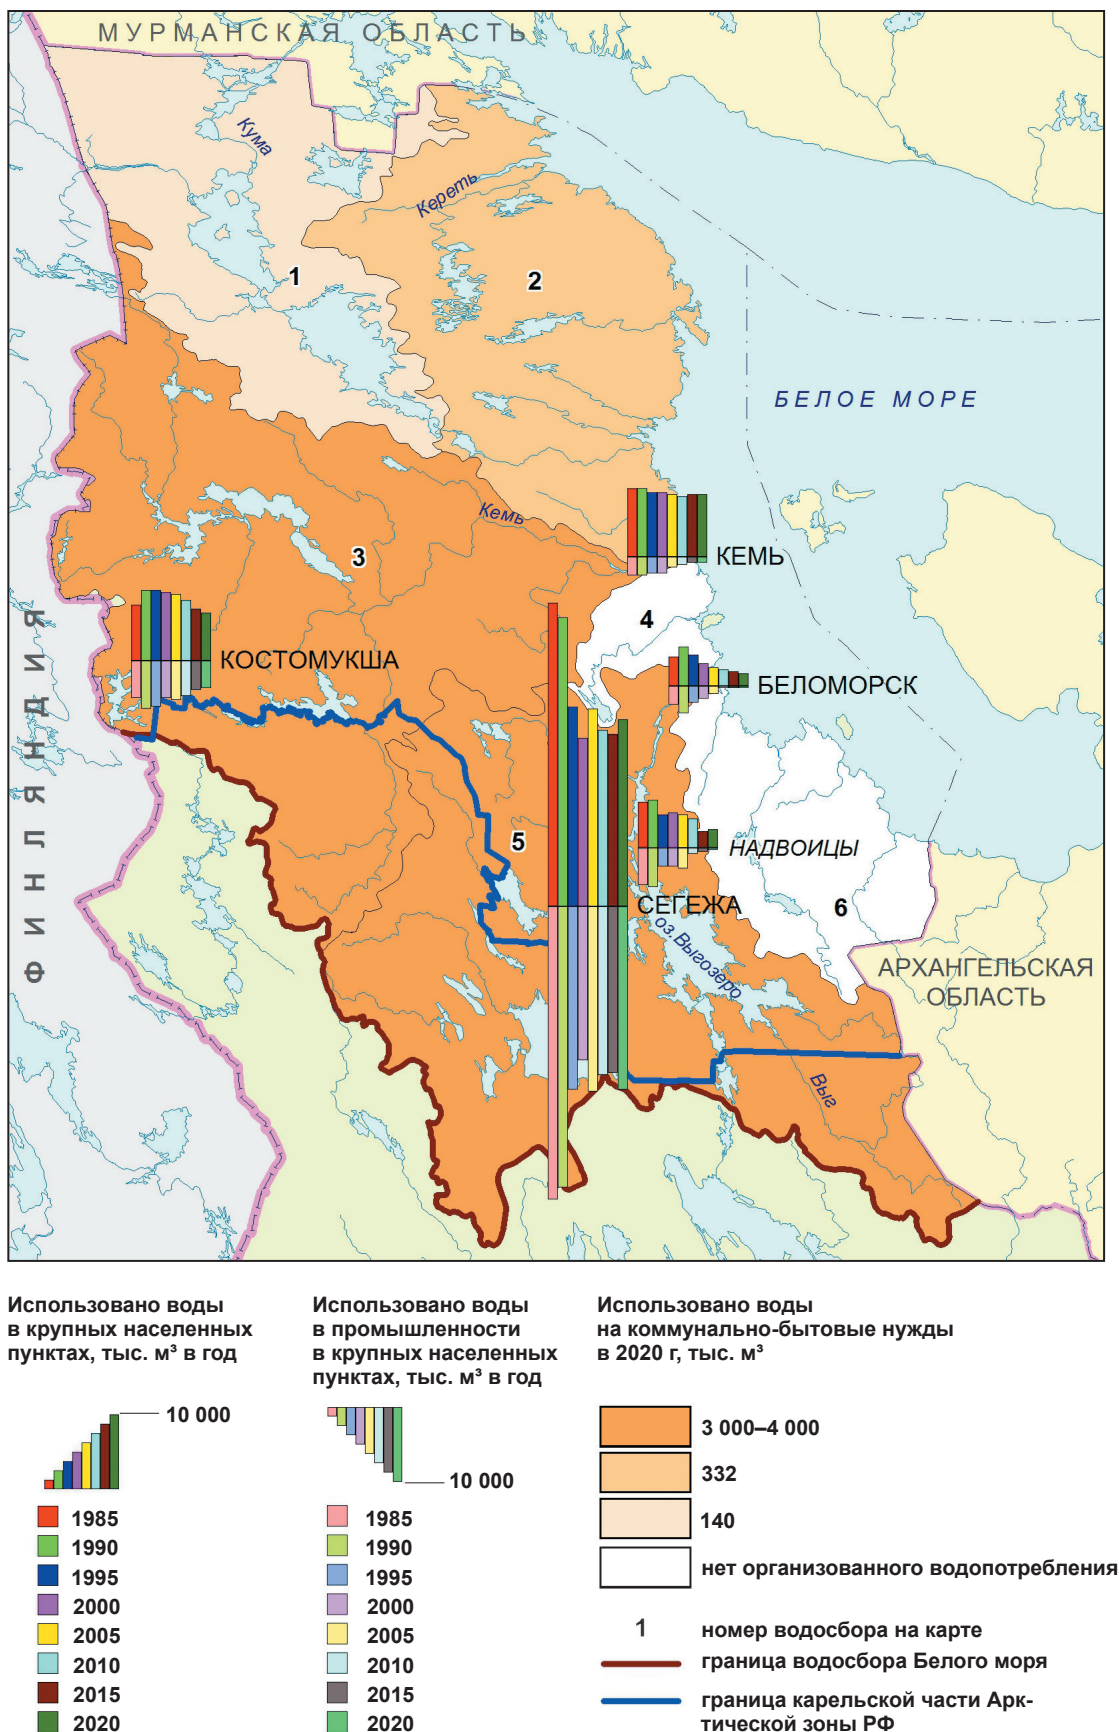 МУРМАНСКАЯ ОБЛАСТЬ
Кума
Кереть
1
2
БЕЛОЕ МОРЕ
Кемь
3
КЕМЬ
4
ФИНЛЯНДИЯ
КОСТОМУКША
БЕЛОМОРСК
5
НАДВОИЦЫ
СЕГЕЖА
6
оз.Выгозеро
АРХАНГЕЛЬСКАЯ
ОБЛАСТЬ
Выг
Использовано воды
в крупных населенных
пунктах, тыс. м³ в год
10 000
1985
1990
1995
2000
2005
2010
2015
2020
Использовано воды
в промышленности
в крупных населенных
пунктах, тыс. м³ в год
10 000
1985
1990
1995
2000
2005
2010
2015
2020
Использовано воды
на коммунально-бытовые нужды
в 2020 г, тыс. м³
3 000–4 000
332
140
нет организованного водопотребления
1 номер водосбора на карте
граница водосбора Белого моря
граница карельской части Арк-
тической зоны РФ